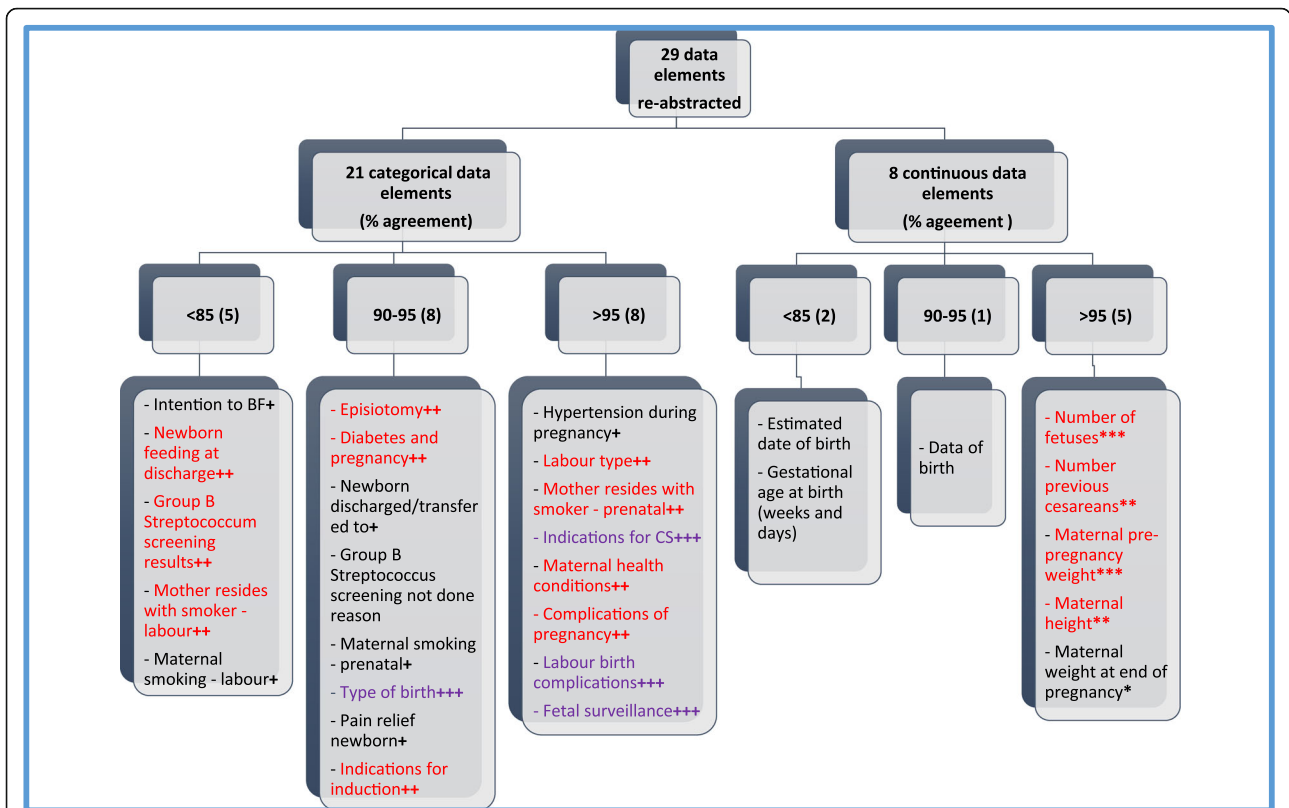 29 data
elements
re-abstracted
21 categorical data
elements
(% agreement)
8 continuous data
elements
(% ageement )
<85 (5)
90-95 (8)
>95 (8)
<85 (2)
90-95 (1)
>95 (5)
- Intention to BF+
- Newborn
feeding at
discharge++
- Group B
Streptococcum
screening
results++
- Mother resides
with smoker -
labour++
- Maternal
smoking - labour+
- Episiotomy++
- Diabetes and
pregnancy++
- Newborn
discharged/transfer
ed to+
- Group B
Streptococcus
screening not done
reason
- Maternal smoking
- prenatal+
- Type of birth+++
- Pain relief
newborn+
- Indications for
induction++
- Hypertension during
pregnancy+
- Labour type++
- Mother resides with
smoker - prenatal++
- Indications for CS+++
- Maternal health
conditions++
- Complications of
pregnancy++
- Labour birth
complications+++
- Fetal surveillance+++
- Estimated
date of birth
- Gestational
age at birth
(weeks and
days)
- Data of
birth
- Number of
fetuses***
- Number
previous
cesareans**
- Maternal pre-
pregnancy
weight***
- Maternal
height**
- Maternal
weight at end of
pregnancy*